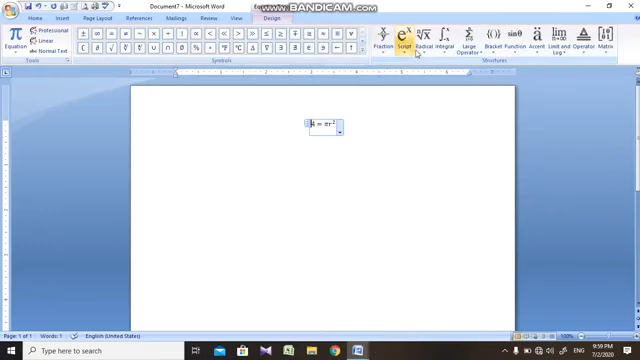 Document7 - Microsoft Word
WWW.BANDICAM.COM
Home
Insert
Page Layout
References
Mailings
Review
View
Design
Equation
Professional
Linear
Normal Text
Tools
Symbols
Fraction
Script
Radical
Integral
Large Operator
Bracket
Function
Accent
Limit and Log
Operator
Matrix
Structures
A = πr²
Page: 1 of 1
Words: 1
English (United States)
100%
Type here to search
ENG
9:59 PM
7/2/2020